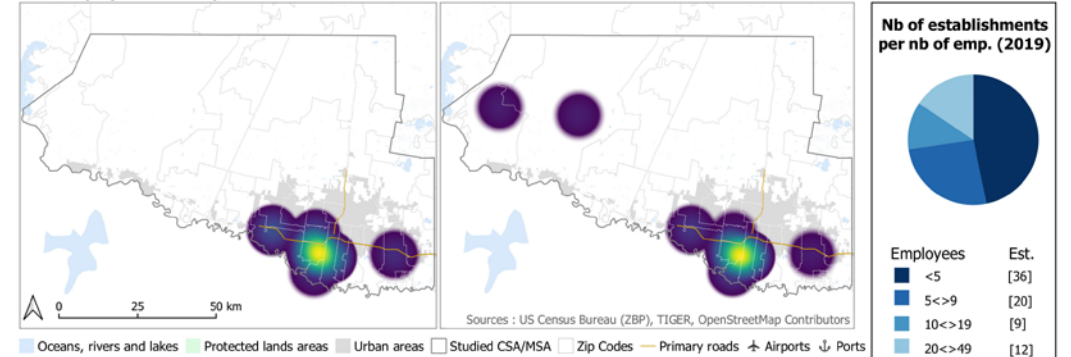 Nb of establishments
per nb of emp. (2019)
0 25 50 km
Sources : US Census Bureau (ZBP), TIGER, OpenStreetMap Contributors
Employees Est.
<5 [36]
5<>9 [20]
10<>19 [9]
20<>49 [12]
Oceans, rivers and lakes Protected lands areas Urban areas Studied CSA/MSA Zip Codes Primary roads Airports Ports